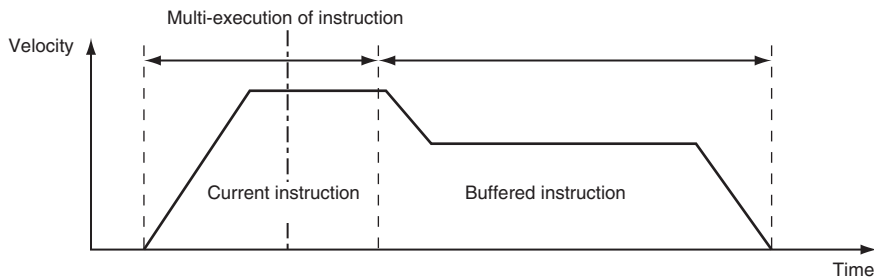 Multi-execution of instruction
Velocity
Current instruction
Buffered instruction
Time